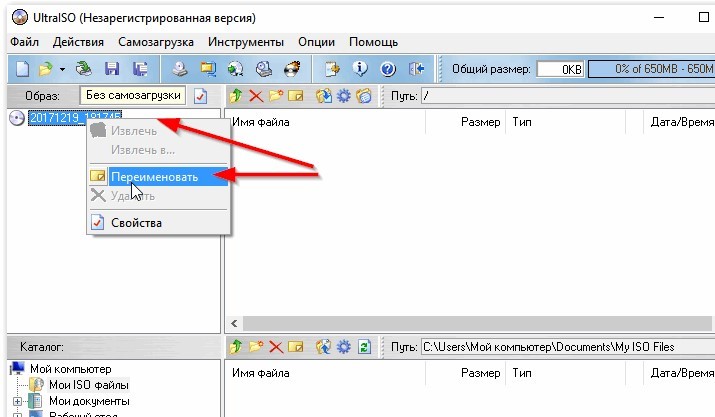 UltraISO (Незарегистрированная версия)
Файл Действия Самозагрузка Инструменты Опции Помощь
Общий размер: 0KB 0% of 650MB - 650M
Образ: Без самозагрузки Путь: /
20171219_181745
Имя файла Размер Тип Дата/Время
Извлечь
Извлечь в...
Переименовать
Удалить
Свойства
Каталог: Путь: C:\Users\Мой компьютер\Documents\My ISO Files
Мой компьютер Имя файла Размер Тип Дата/Время
Мои ISO файлы
Мои документы
Рабочий стол